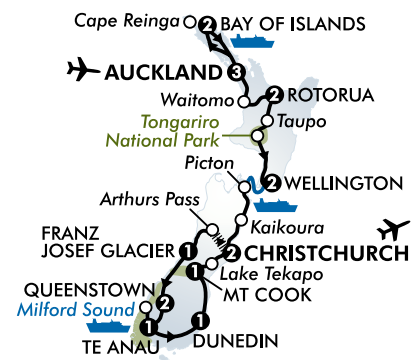 Cape Reinga
2 BAY OF ISLANDS
AUCKLAND 3
Waitomo
2 ROTORUA
Taupo
Tongariro
National Park
Picton
2 WELLINGTON
Arthurs Pass
Kaikoura
FRANZ
JOSEF GLACIER 1
2 CHRISTCHURCH
Lake Tekapo
1 MT COOK
QUEENSTOWN 2
Milford Sound
1 TE ANAU
1 DUNEDIN